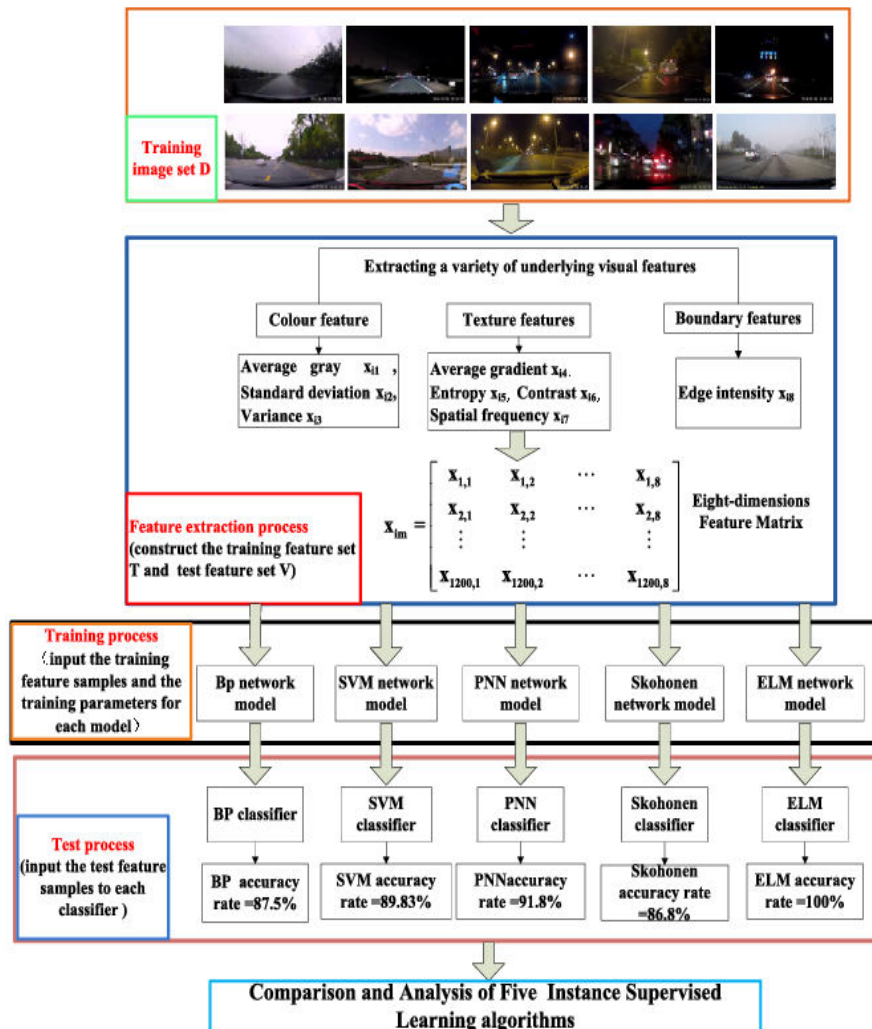 Training
image set D
Extracting a variety of underlying visual features
Colour feature
Texture features
Boundary features
Average gray x_{i1} ,
Standard deviation x_{i2},
Variance x_{i3}
Average gradient x_{i4}.
Entropy x_{i5}, Contrast x_{i6},
Spatial frequency x_{i7}
Edge intensity x_{i8}
x_{im} =
x_{1,1} x_{1,2} ⋯ x_{1,8}
x_{2,1} x_{2,2} ⋯ x_{2,8}
⋮ ⋮ ⋮
x_{1200,1} x_{1200,2} ⋯ x_{1200,8}
Eight-dimensions
Feature Matrix
Feature extraction process
(construct the training feature set
T and test feature set V)
Training process
(input the training
feature samples and the
training parameters for
each model)
Bp network
model
SVM network
model
PNN network
model
Skohonen
network model
ELM network
model
Test process
(input the test feature
samples to each
classifier )
BP classifier
SVM
classifier
PNN
classifier
Skohonen
classifier
ELM
classifier
BP accuracy
rate =87.5%
SVM accuracy
rate =89.83%
PNNaccuracy
rate =91.8%
Skohonen
accuracy rate
=86.8%
ELM accuracy
rate =100%
Comparison and Analysis of Five Instance Supervised
Learning algorithms